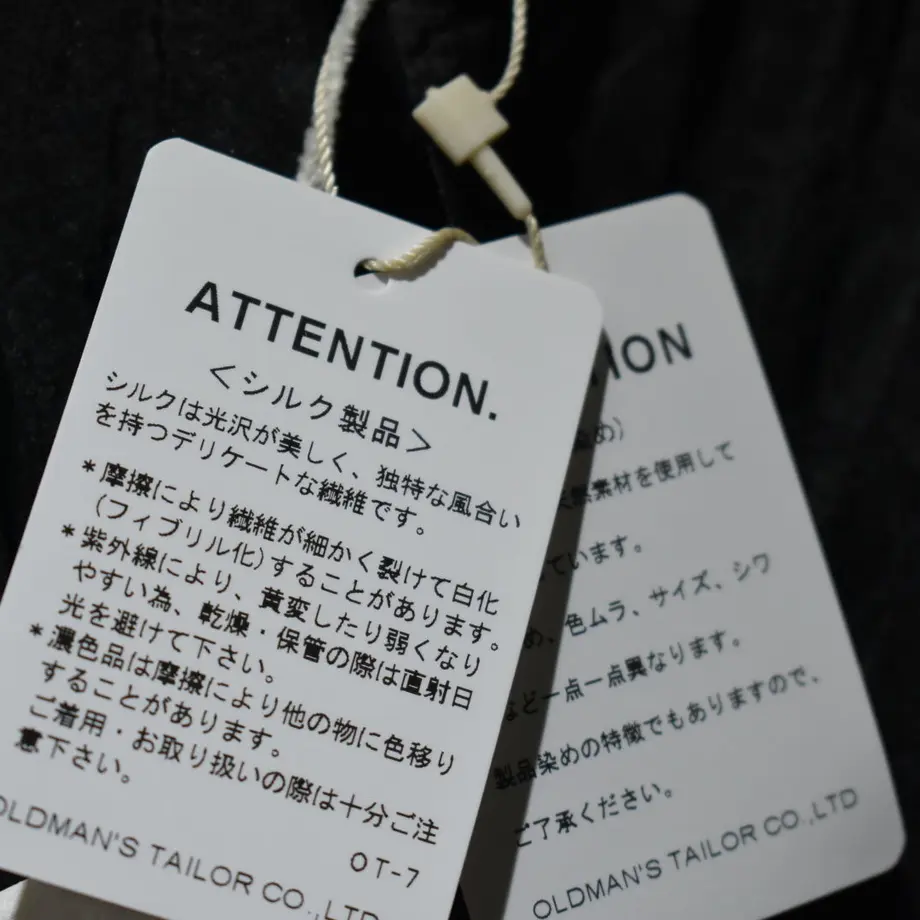 ATTENTION.
＜シルク製品＞
シルクは光沢が美しく、独特な風合い
を持つデリケートな繊維です。
*摩擦により繊維が細かく裂けて白化
（フィブリル化）することがあります。
*紫外線により、黄変したり弱くなり
やすい為、乾燥・保管の際は直射日
光を避けて下さい。
*濃色品は摩擦により他の物に色移り
することがあります。
ご着用・お取り扱いの際は十分ご注
意下さい。
OT-7
OLDMAN'S TAILOR CO.,LTD
ION
染め）
天然素材を使用して
ています。
め、色ムラ、サイズ、シワ
など一点一点異なります。
製品染めの特徴でもありますので、
ご了承ください。
OLDMAN'S TAILOR CO.,LTD